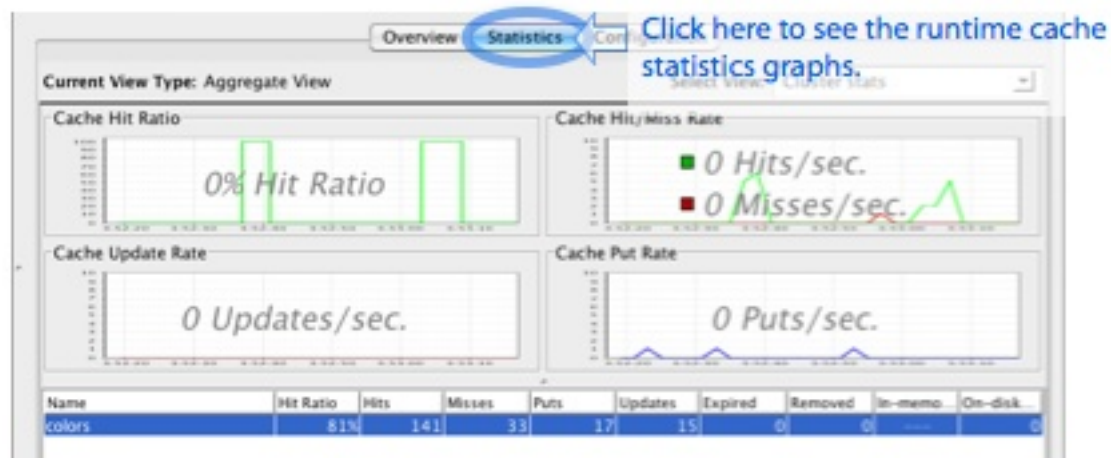 Overview Statistics Configuration
Click here to see the runtime cache
statistics graphs.
Current View Type: Aggregate View
Select View: Cluster Stats
Cache Hit Ratio
0% Hit Ratio
Cache Hit/Miss Rate
0 Hits/sec.
0 Misses/sec.
Cache Update Rate
0 Updates/sec.
Cache Put Rate
0 Puts/sec.
Name Hit Ratio Hits Misses Puts Updates Expired Removed In-memo... On-disk...
colors 81% 141 33 17 15 0 0 --- 0